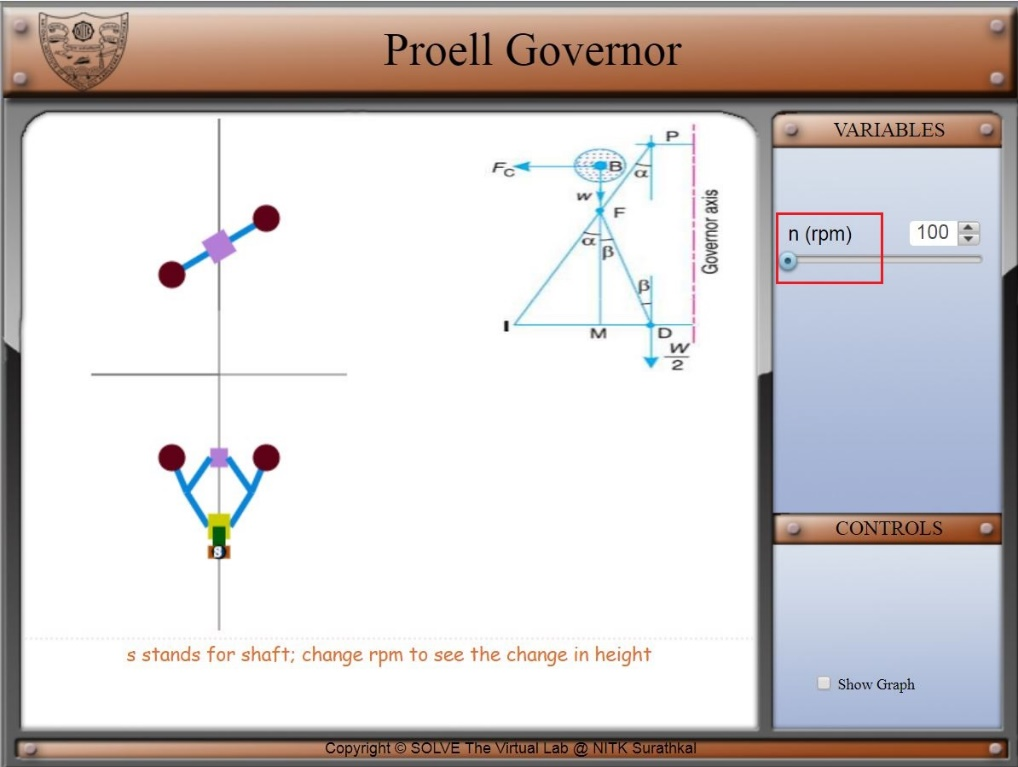 Proell Governor
VARIABLES
n (rpm) 100
P
F_C B α
w
F
α β
β
Governor axis
I M D
W/2
S
s stands for shaft; change rpm to see the change in height
CONTROLS
Show Graph
Copyright © SOLVE The Virtual Lab @ NITK Surathkal